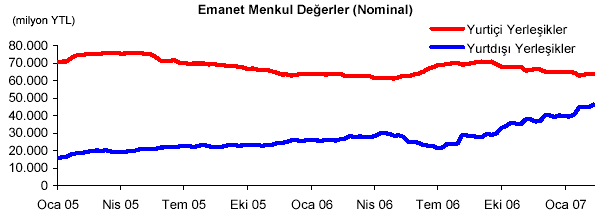 Emanet Menkul Değerler (Nominal)
(milyon YTL)
Yurtiçi Yerleşikler
Yurtdışı Yerleşikler
80.000
70.000
60.000
50.000
40.000
30.000
20.000
10.000
0
Oca 05 Nis 05 Tem 05 Eki 05 Oca 06 Nis 06 Tem 06 Eki 06 Oca 07